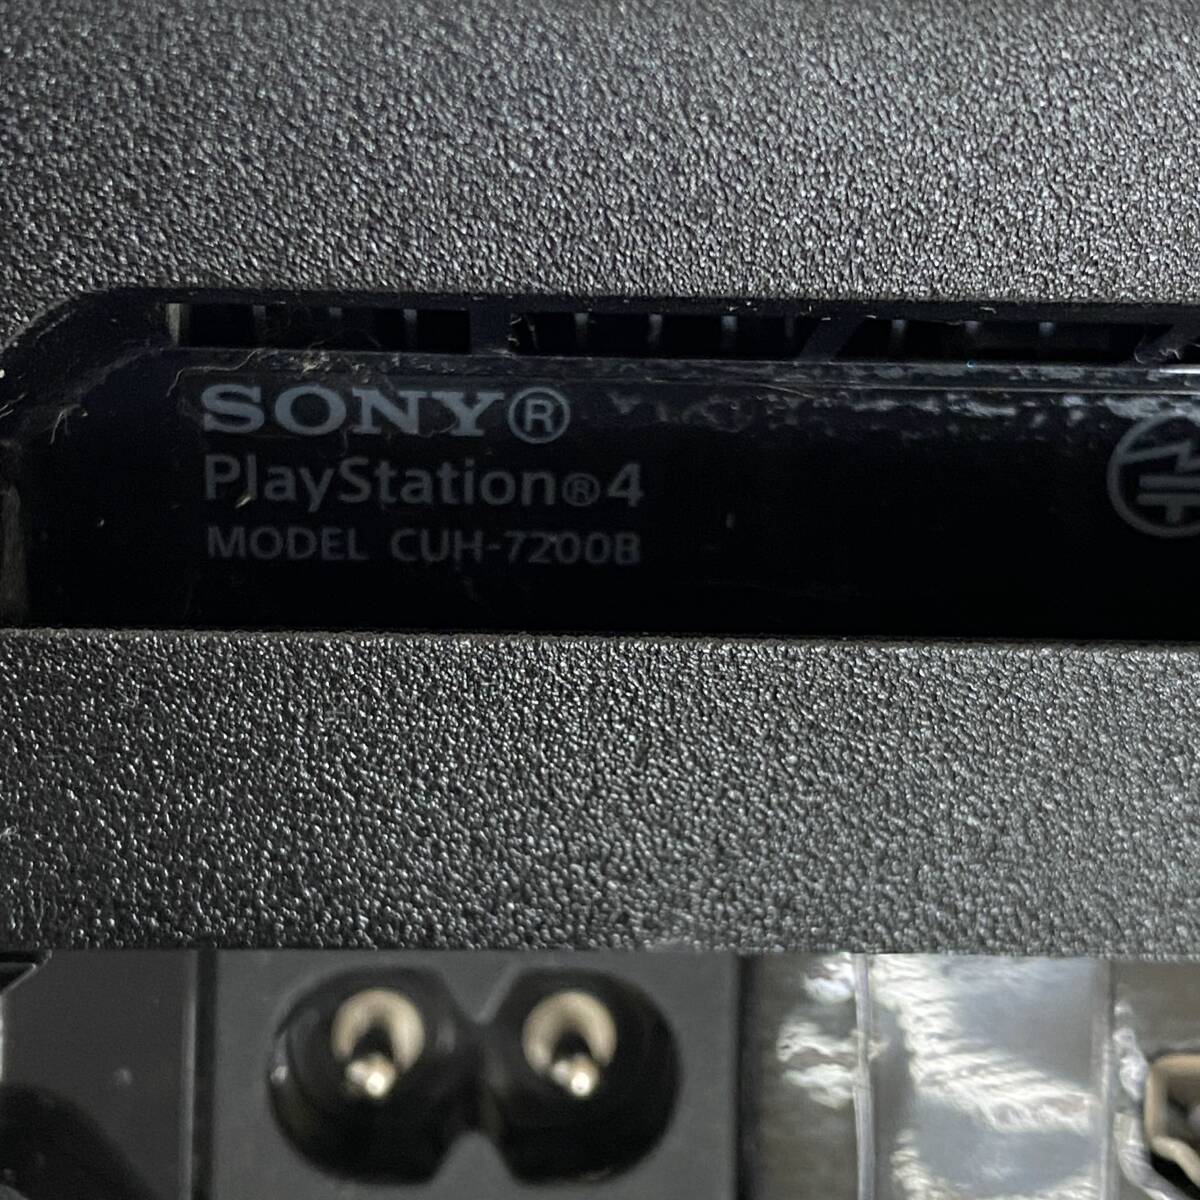 SONY®
PlayStation®4
MODEL CUH-7200B